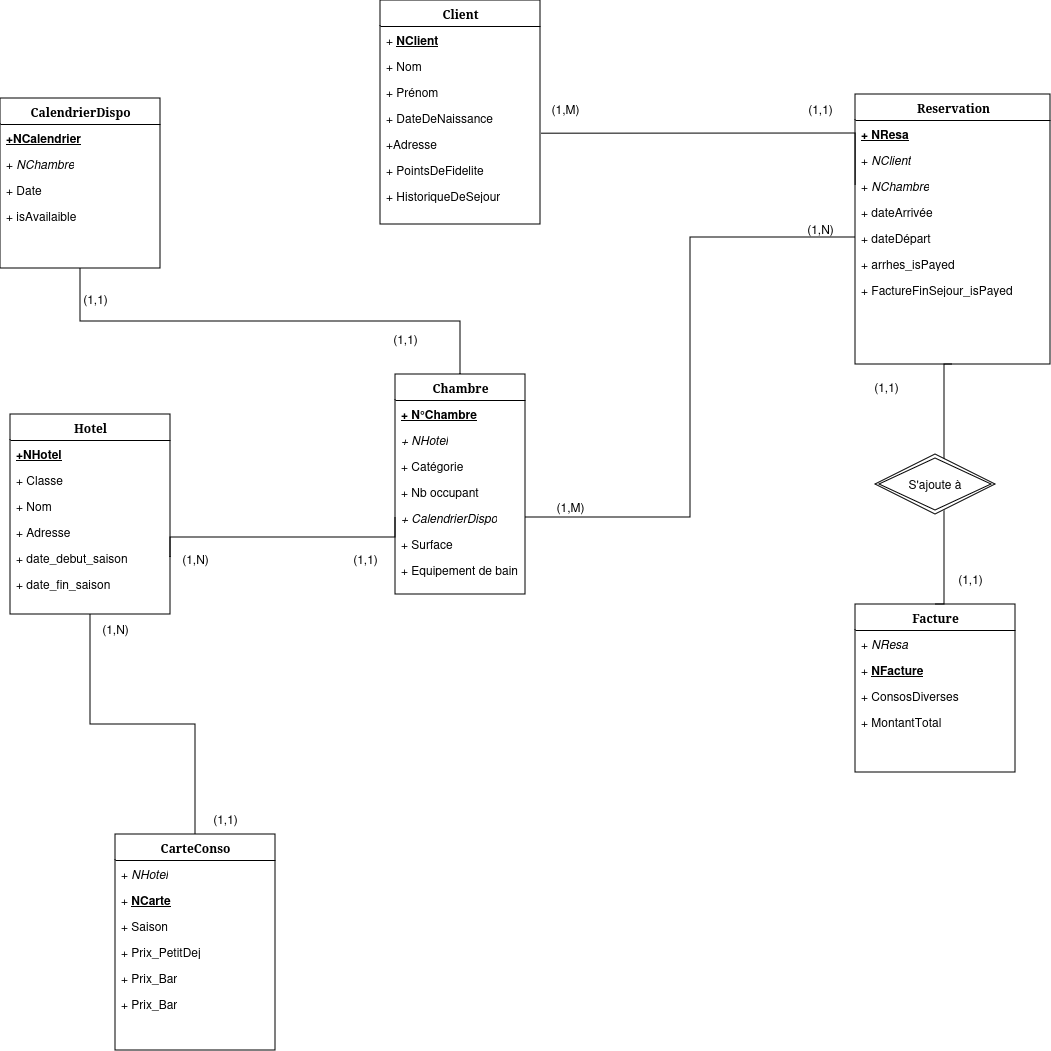 Client
+ NClient
+ Nom
+ Prénom
+ DateDeNaissance
+Adresse
+ PointsDeFidelite
+ HistoriqueDeSejour
CalendrierDispo
+NCalendrier
+ NChambre
+ Date
+ isAvailaible
(1,M)
(1,1)
Reservation
+ NResa
+ NClient
+ NChambre
+ dateArrivée
+ dateDépart
+ arrhes_isPayed
+ FactureFinSejour_isPayed
(1,N)
(1,1)
(1,1)
Chambre
+ N°Chambre
+ NHotel
+ Catégorie
+ Nb occupant
+ CalendrierDispo
+ Surface
+ Equipement de bain
(1,M)
(1,1)
S'ajoute à
(1,1)
Hotel
+NHotel
+ Classe
+ Nom
+ Adresse
+ date_debut_saison
+ date_fin_saison
(1,N)
(1,1)
(1,N)
Facture
+ NResa
+ NFacture
+ ConsosDiverses
+ MontantTotal
(1,1)
CarteConso
+ NHotel
+ NCarte
+ Saison
+ Prix_PetitDej
+ Prix_Bar
+ Prix_Bar